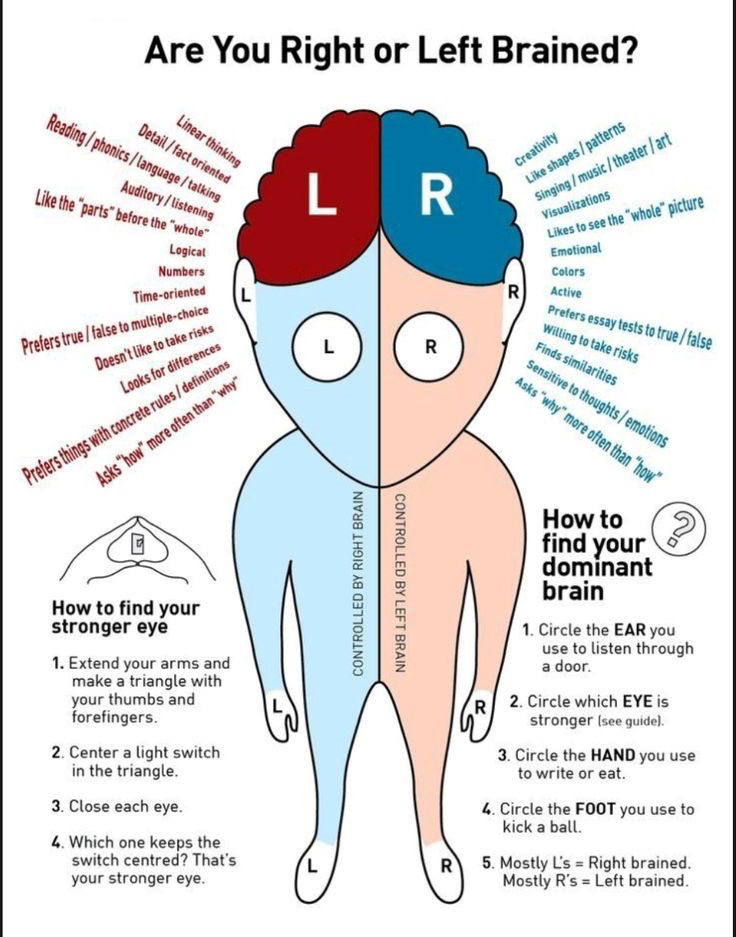 Are You Right or Left Brained?
Linear thinking
Detail / fact oriented
Reading / phonics / language / talking
Auditory / listening
Like the "parts" before the "whole"
Logical
Numbers
Time-oriented
Prefers true / false to multiple-choice
Doesn't like to take risks
Looks for differences
Prefers things with concrete rules / definitions
Asks "how" more often than "why"
L
R
Creativity
Like shapes / patterns
Singing / music / theater / art
Visualizations
Likes to see the "whole" picture
Emotional
Colors
Active
Prefers essay tests to true / false
Willing to take risks
Finds similarities
Sensitive to thoughts / emotions
Asks "why" more often than "how"
L
R
L
R
CONTROLLED BY RIGHT BRAIN
CONTROLLED BY LEFT BRAIN
L
R
L
R
How to find your
stronger eye
1. Extend your arms and
make a triangle with
your thumbs and
forefingers.
2. Center a light switch
in the triangle.
3. Close each eye.
4. Which one keeps the
switch centred? That's
your stronger eye.
How to
find your
dominant
brain
?
1. Circle the EAR you
use to listen through
a door.
2. Circle which EYE is
stronger (see guide).
3. Circle the HAND you use
to write or eat.
4. Circle the FOOT you use to
kick a ball.
5. Mostly L's = Right brained.
Mostly R's = Left brained.